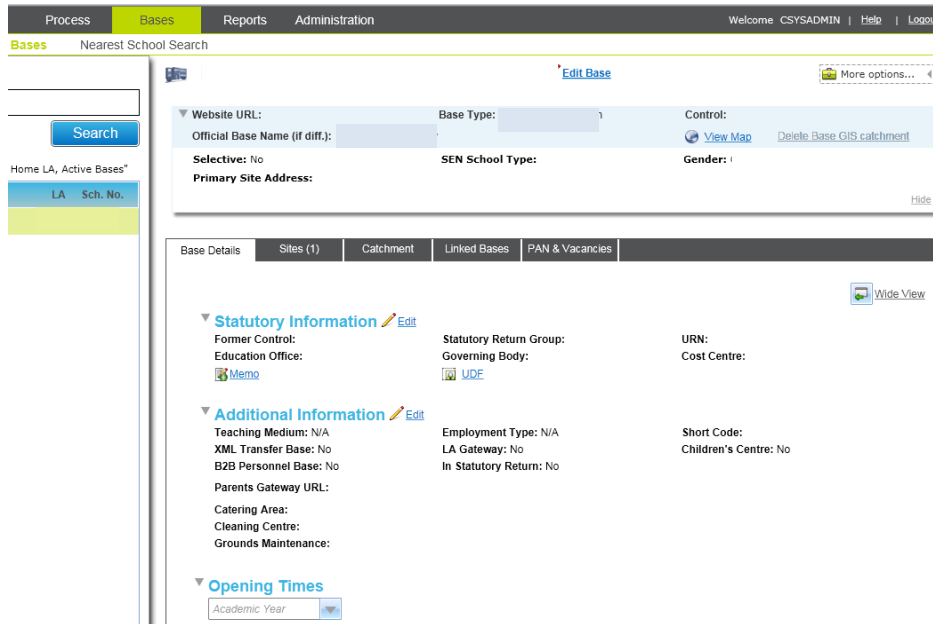 Process Bases Reports Administration Welcome CSYSADMIN | Help | Logou
Bases Nearest School Search
Edit Base More options...
Website URL: Base Type: Control:
Search
Official Base Name (if diff.): View Map Delete Base GIS catchment
Home LA, Active Bases"
Selective: No SEN School Type: Gender:
Primary Site Address:
LA Sch. No.
Hide
Base Details Sites (1) Catchment Linked Bases PAN & Vacancies
Wide View
Statutory Information Edit
Former Control: Statutory Return Group: URN:
Education Office: Governing Body: Cost Centre:
Memo UDF
Additional Information Edit
Teaching Medium: N/A Employment Type: N/A Short Code:
XML Transfer Base: No LA Gateway: No Children's Centre: No
B2B Personnel Base: No In Statutory Return: No
Parents Gateway URL:
Catering Area:
Cleaning Centre:
Grounds Maintenance:
Opening Times
Academic Year